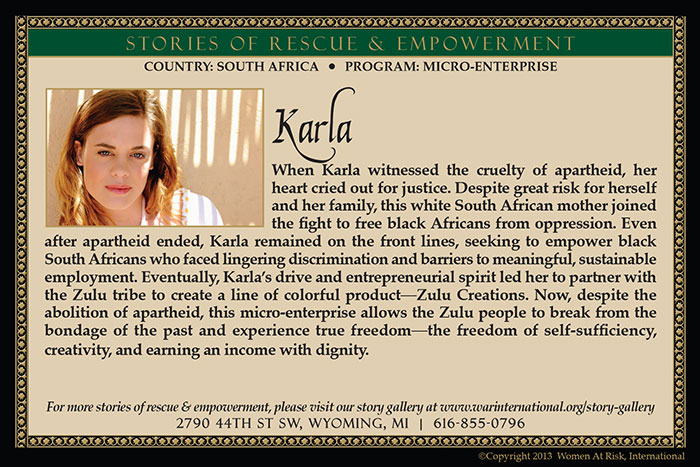 STORIES OF RESCUE & EMPOWERMENT
COUNTRY: SOUTH AFRICA • PROGRAM: MICRO-ENTERPRISE
Karla
When Karla witnessed the cruelty of apartheid, her
heart cried out for justice. Despite great risk for herself
and her family, this white South African mother joined
the fight to free black Africans from oppression. Even
after apartheid ended, Karla remained on the front lines, seeking to empower black
South Africans who faced lingering discrimination and barriers to meaningful, sustainable
employment. Eventually, Karla's drive and entrepreneurial spirit led her to partner with
the Zulu tribe to create a line of colorful product—Zulu Creations. Now, despite the
abolition of apartheid, this micro-enterprise allows the Zulu people to break from the
bondage of the past and experience true freedom—the freedom of self-sufficiency,
creativity, and earning an income with dignity.
For more stories of rescue & empowerment, please visit our story gallery at www.warinternational.org/story-gallery
2790 44TH ST SW, WYOMING, MI | 616-855-0796
©Copyright 2013 Women At Risk, International